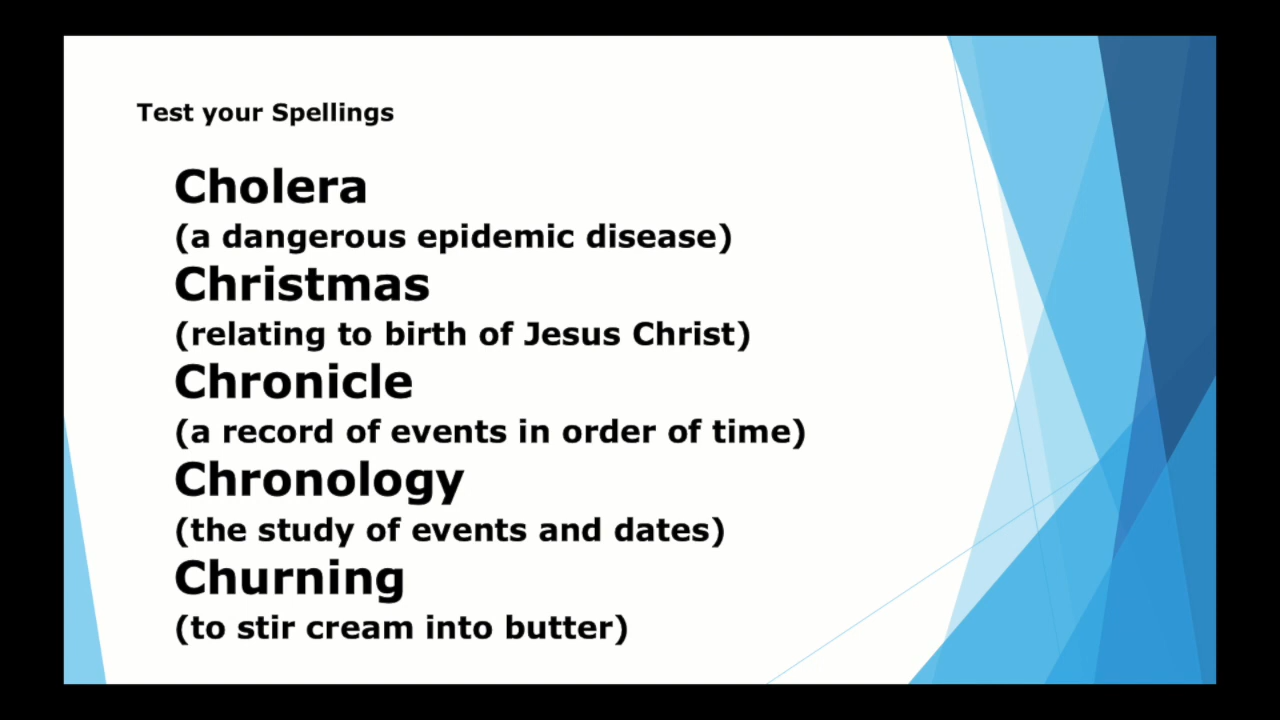 Test your Spellings
Cholera
(a dangerous epidemic disease)
Christmas
(relating to birth of Jesus Christ)
Chronicle
(a record of events in order of time)
Chronology
(the study of events and dates)
Churning
(to stir cream into butter)